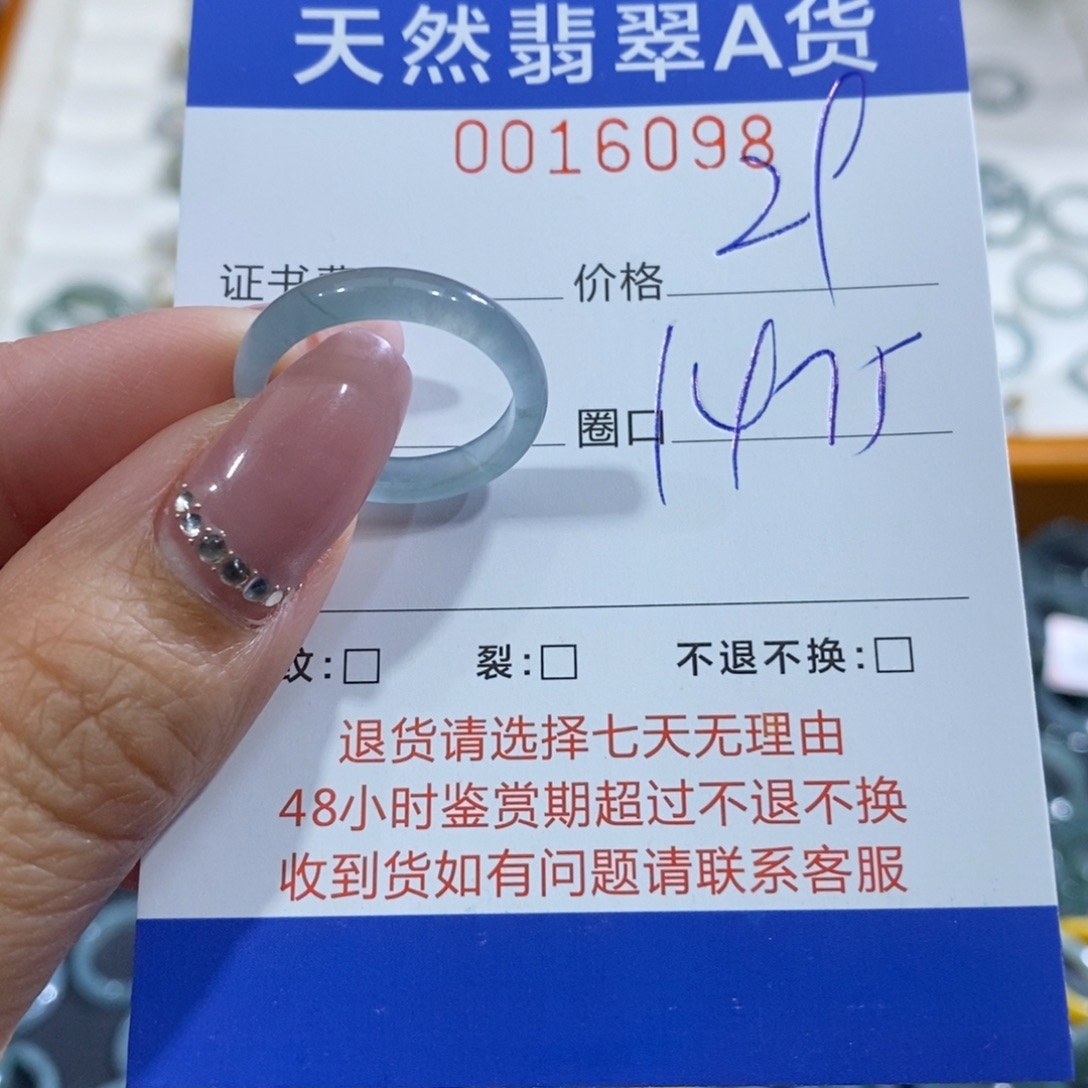 天然翡翠A货
0016098
证书 价格
圈口
纹:□ 裂:□ 不退不换:□
退货请选择七天无理由
48小时鉴赏期超过不退不换
收到货如有问题请联系客服